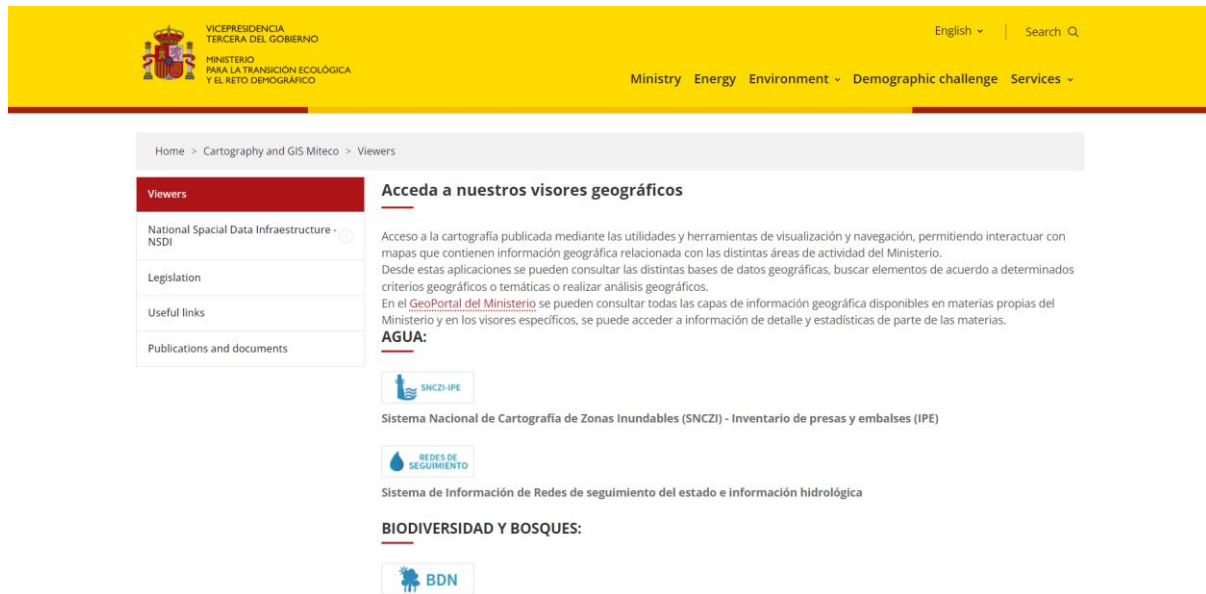 VICEPRESIDENCIA
TERCERA DEL GOBIERNO
MINISTERIO
PARA LA TRANSICIÓN ECOLÓGICA
Y EL RETO DEMOGRÁFICO
English
Search
Ministry Energy Environment Demographic challenge Services
Home > Cartography and GIS Miteco > Viewers
Viewers
National Spacial Data Infraestructure -
NSDI
Legislation
Useful links
Publications and documents
Acceda a nuestros visores geográficos
Acceso a la cartografía publicada mediante las utilidades y herramientas de visualización y navegación, permitiendo interactuar con
mapas que contienen información geográfica relacionada con las distintas áreas de actividad del Ministerio.
Desde estas aplicaciones se pueden consultar las distintas bases de datos geográficas, buscar elementos de acuerdo a determinados
criterios geográficos o temáticas o realizar análisis geográficos.
En el GeoPortal del Ministerio se pueden consultar todas las capas de información geográfica disponibles en materias propias del
Ministerio y en los visores específicos, se puede acceder a información de detalle y estadísticas de parte de las materias.
AGUA:
SNCZI-IPE
Sistema Nacional de Cartografía de Zonas Inundables (SNCZI) - Inventario de presas y embalses (IPE)
REDES DE
SEGUIMIENTO
Sistema de Información de Redes de seguimiento del estado e información hidrológica
BIODIVERSIDAD Y BOSQUES:
BDN